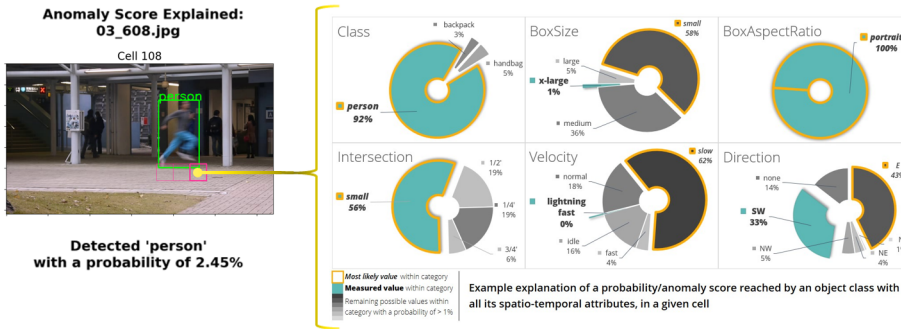 Anomaly Score Explained:
03_608.jpg
Cell 108
person
Detected 'person'
with a probability of 2.45%
Class
backpack
3%
handbag
5%
person
92%
BoxSize
small
58%
large
5%
x-large
1%
medium
36%
BoxAspectRatio
portrait
100%
Intersection
1/2'
19%
small
56%
1/4'
19%
3/4'
6%
Velocity
slow
62%
normal
18%
lightning
fast
0%
idle
16%
fast
4%
Direction
E
43%
none
14%
SW
33%
NW
5%
NE
4%
Most likely value within category
Measured value within category
Remaining possible values within
category with a probability of > 1%
Example explanation of a probability/anomaly score reached by an object class with
all its spatio-temporal attributes, in a given cell